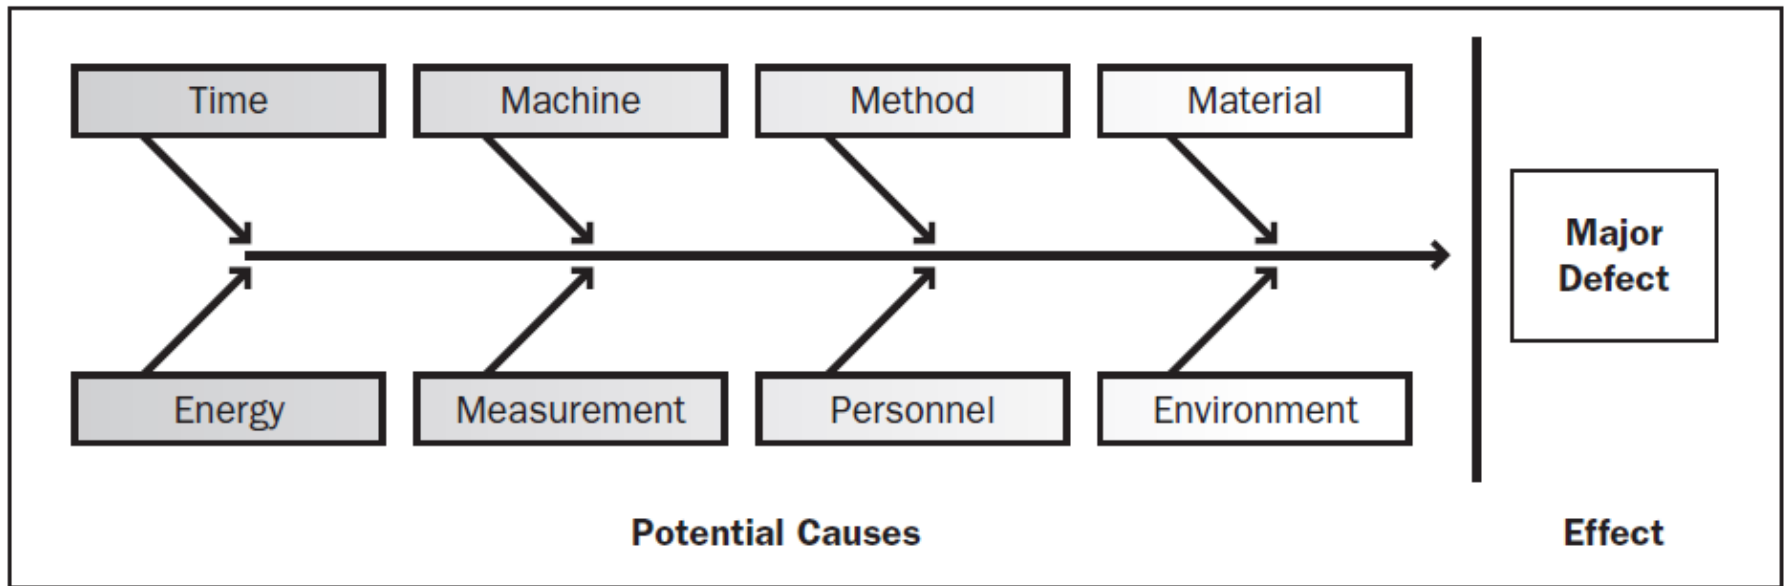 Time
Machine
Method
Material
Major
Defect
Energy
Measurement
Personnel
Environment
Potential Causes
Effect